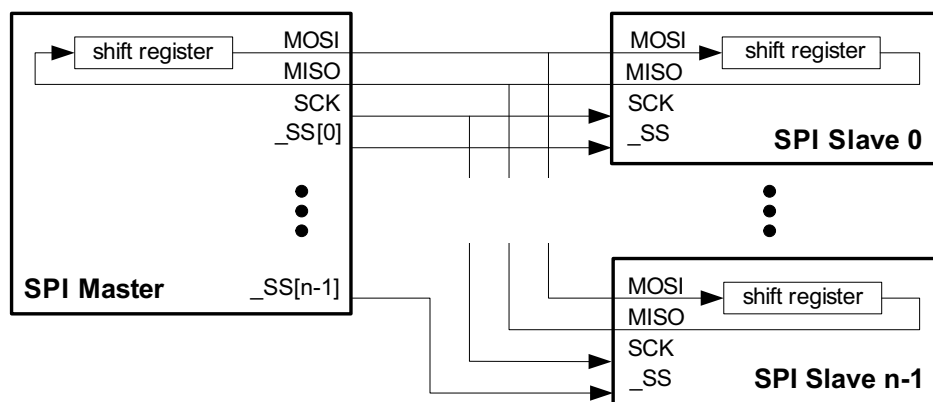 shift register
MOSI
MISO
SCK
_SS[0]
_SS[n-1]
SPI Master
MOSI
shift register
MISO
SCK
_SS
SPI Slave 0
MOSI
shift register
MISO
SCK
_SS
SPI Slave n-1